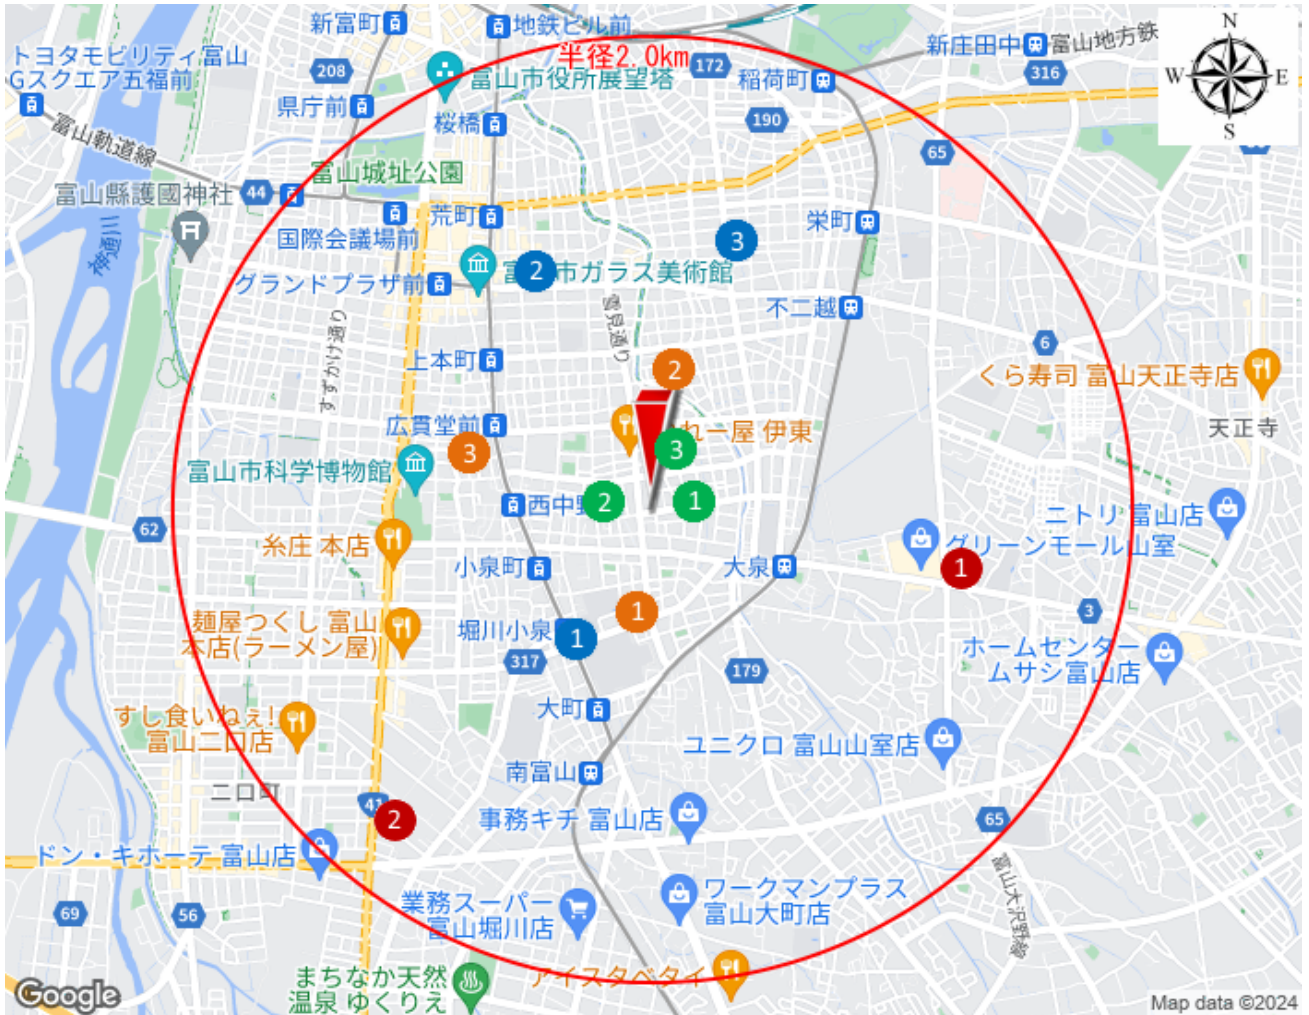 新富町
地鉄ビル前
半径2.0km
172
稲荷町
新庄田中
富山地方鉄
316
N
W
E
S
トヨタモビリティ富山
Gスクエア五福前
208
富山市役所展望塔
県庁前
桜橋
190
65
富山軌道線
富山城址公園
44
富山縣護國神社
荒町
栄町
国際会議場前
3
神通川
グランドプラザ前
2
市ガラス美術館
不二越
雪見通り
すずかけ通り
上本町
6
2
くら寿司 富山天正寺店
天正寺
広貫堂前
れー屋 伊東
3
3
富山市科学博物館
西中野
2
1
62
ニトリ 富山店
糸庄 本店
グリーンモール山室
小泉町
大泉
1
1
3
麺屋つくし 富山
本店(ラーメン屋)
堀川小泉
1
317
179
ホームセンター
ムサシ富山店
大町
すし食いねぇ!
富山二口店
ユニクロ 富山山室店
南富山
二口町
41
2
事務キチ 富山店
65
ドン・キホーテ 富山店
富山大沢野線
69
56
業務スーパー
富山堀川店
ワークマンプラス
富山大町店
まちなか天然
温泉 ゆくりえ
アイスタベタイ
Google
Map data ©2024